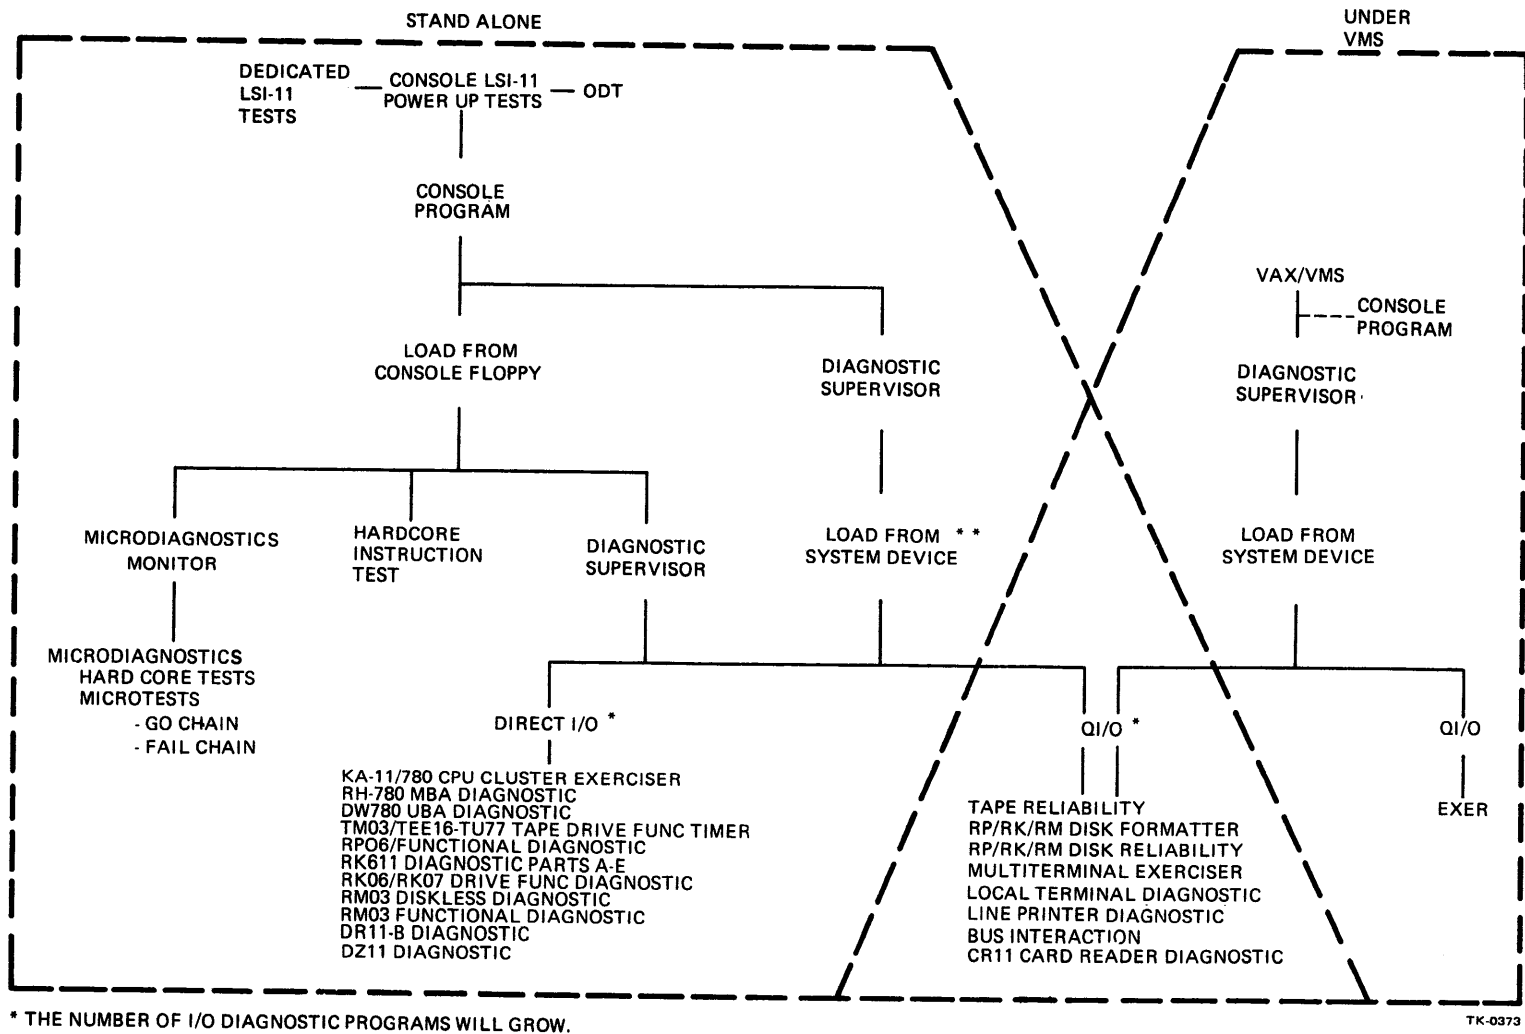 STAND ALONE
UNDER
VMS
DEDICATED
LSI-11
TESTS
CONSOLE LSI-11
POWER UP TESTS
ODT
CONSOLE
PROGRAM
VAX/VMS
CONSOLE
PROGRAM
LOAD FROM
CONSOLE FLOPPY
DIAGNOSTIC
SUPERVISOR
DIAGNOSTIC
SUPERVISOR
MICRODIAGNOSTICS
MONITOR
HARDCORE
INSTRUCTION
TEST
DIAGNOSTIC
SUPERVISOR
LOAD FROM **
SYSTEM DEVICE
LOAD FROM
SYSTEM DEVICE
MICRODIAGNOSTICS
HARD CORE TESTS
MICROTESTS
- GO CHAIN
- FAIL CHAIN
DIRECT I/O *
QI/O *
QI/O
KA-11/780 CPU CLUSTER EXERCISER
RH-780 MBA DIAGNOSTIC
DW780 UBA DIAGNOSTIC
TM03/TEE16-TU77 TAPE DRIVE FUNC TIMER
RPO6/FUNCTIONAL DIAGNOSTIC
RK611 DIAGNOSTIC PARTS A-E
RK06/RK07 DRIVE FUNC DIAGNOSTIC
RM03 DISKLESS DIAGNOSTIC
RM03 FUNCTIONAL DIAGNOSTIC
DR11-B DIAGNOSTIC
DZ11 DIAGNOSTIC
TAPE RELIABILITY
RP/RK/RM DISK FORMATTER
RP/RK/RM DISK RELIABILITY
MULTITERMINAL EXERCISER
LOCAL TERMINAL DIAGNOSTIC
LINE PRINTER DIAGNOSTIC
BUS INTERACTION
CR11 CARD READER DIAGNOSTIC
EXER
* THE NUMBER OF I/O DIAGNOSTIC PROGRAMS WILL GROW.
TK-0373